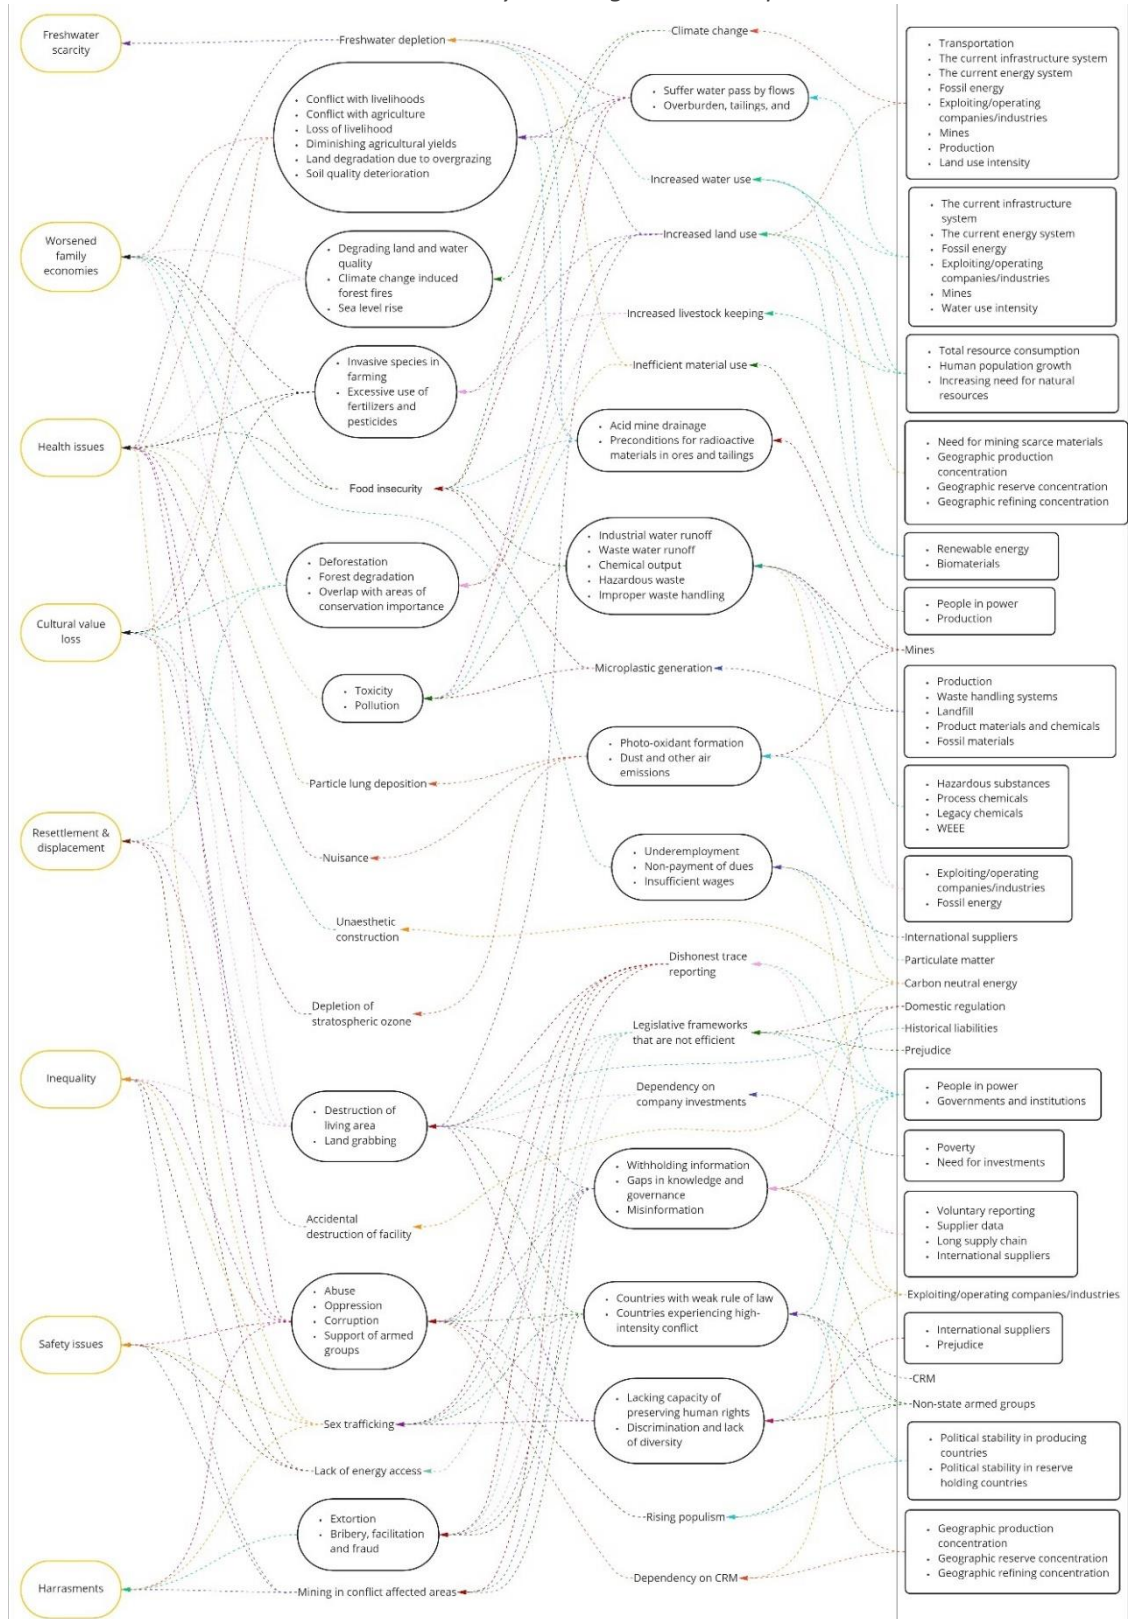 Freshwater
scarcity
Worsened
family
economies
Health issues
Cultural value
loss
Resettlement &
displacement
Inequality
Safety issues
Harrasments
Freshwater depletion
• Conflict with livelihoods
• Conflict with agriculture
• Loss of livelihood
• Diminishing agricultural yields
• Land degradation due to overgrazing
• Soil quality deterioration
• Degrading land and water
quality
• Climate change induced
forest fires
• Sea level rise
• Invasive species in
farming
• Excessive use of
fertilizers and
pesticides
Food insecurity
• Deforestation
• Forest degradation
• Overlap with areas of
conservation importance
• Toxicity
• Pollution
Particle lung deposition
Nuisance
Unaesthetic
construction
Depletion of
stratospheric ozone
• Destruction of
living area
• Land grabbing
Accidental
destruction of facility
• Abuse
• Oppression
• Corruption
• Support of armed
groups
Sex trafficking
Lack of energy access
• Extortion
• Bribery, facilitation
and fraud
Mining in conflict affected areas
Climate change
• Suffer water pass by flows
• Overburden, tailings, and
Increased water use
Increased land use
Increased livestock keeping
Inefficient material use
• Acid mine drainage
• Preconditions for radioactive
materials in ores and tailings
• Industrial water runoff
• Waste water runoff
• Chemical output
• Hazardous waste
• Improper waste handling
Microplastic generation
• Photo-oxidant formation
• Dust and other air
emissions
• Underemployment
• Non-payment of dues
• Insufficient wages
Dishonest trace
reporting
Legislative frameworks
that are not efficient
Dependency on
company investments
• Withholding information
• Gaps in knowledge and
governance
• Misinformation
• Countries with weak rule of law
• Countries experiencing high-
intensity conflict
• Lacking capacity of
preserving human rights
• Discrimination and lack
of diversity
Rising populism
Dependency on CRM
• Transportation
• The current infrastructure system
• The current energy system
• Fossil energy
• Exploiting/operating
companies/industries
• Mines
• Production
• Land use intensity
• The current infrastructure
system
• The current energy system
• Fossil energy
• Exploiting/operating
companies/industries
• Mines
• Water use intensity
• Total resource consumption
• Human population growth
• Increasing need for natural
resources
• Need for mining scarce materials
• Geographic production
concentration
• Geographic reserve concentration
• Geographic refining concentration
• Renewable energy
• Biomaterials
• People in power
• Production
Mines
• Production
• Waste handling systems
• Landfill
• Product materials and chemicals
• Fossil materials
• Hazardous substances
• Process chemicals
• Legacy chemicals
• WEEE
• Exploiting/operating
companies/industries
• Fossil energy
International suppliers
Particulate matter
Carbon neutral energy
Domestic regulation
Historical liabilities
Prejudice
• People in power
• Governments and institutions
• Poverty
• Need for investments
• Voluntary reporting
• Supplier data
• Long supply chain
• International suppliers
Exploiting/operating companies/industries
• International suppliers
• Prejudice
CRM
Non-state armed groups
• Political stability in producing
countries
• Political stability in reserve
holding countries
• Geographic production
concentration
• Geographic reserve concentration
• Geographic refining concentration